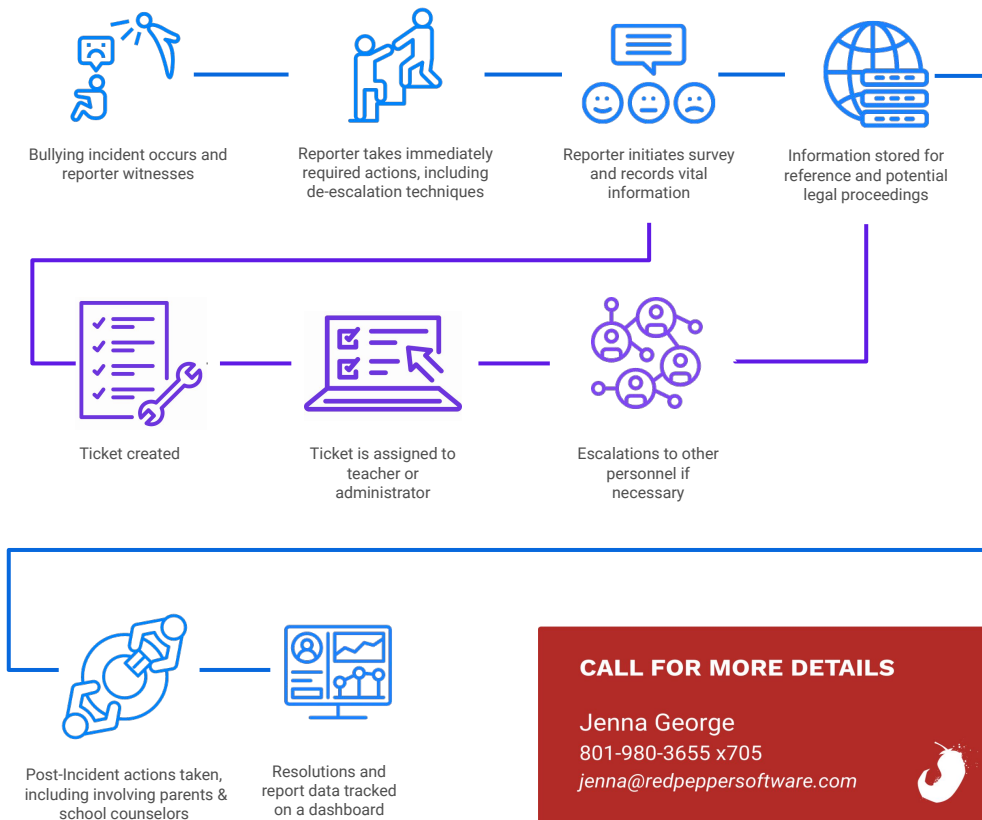 Bullying incident occurs and
reporter witnesses
Reporter takes immediately
required actions, including
de-escalation techniques
Reporter initiates survey
and records vital
information
Information stored for
reference and potential
legal proceedings
Ticket created
Ticket is assigned to
teacher or
administrator
Escalations to other
personnel if
necessary
Post-Incident actions taken,
including involving parents &
school counselors
Resolutions and
report data tracked
on a dashboard
CALL FOR MORE DETAILS
Jenna George
801-980-3655 x705
jenna@redpeppersoftware.com